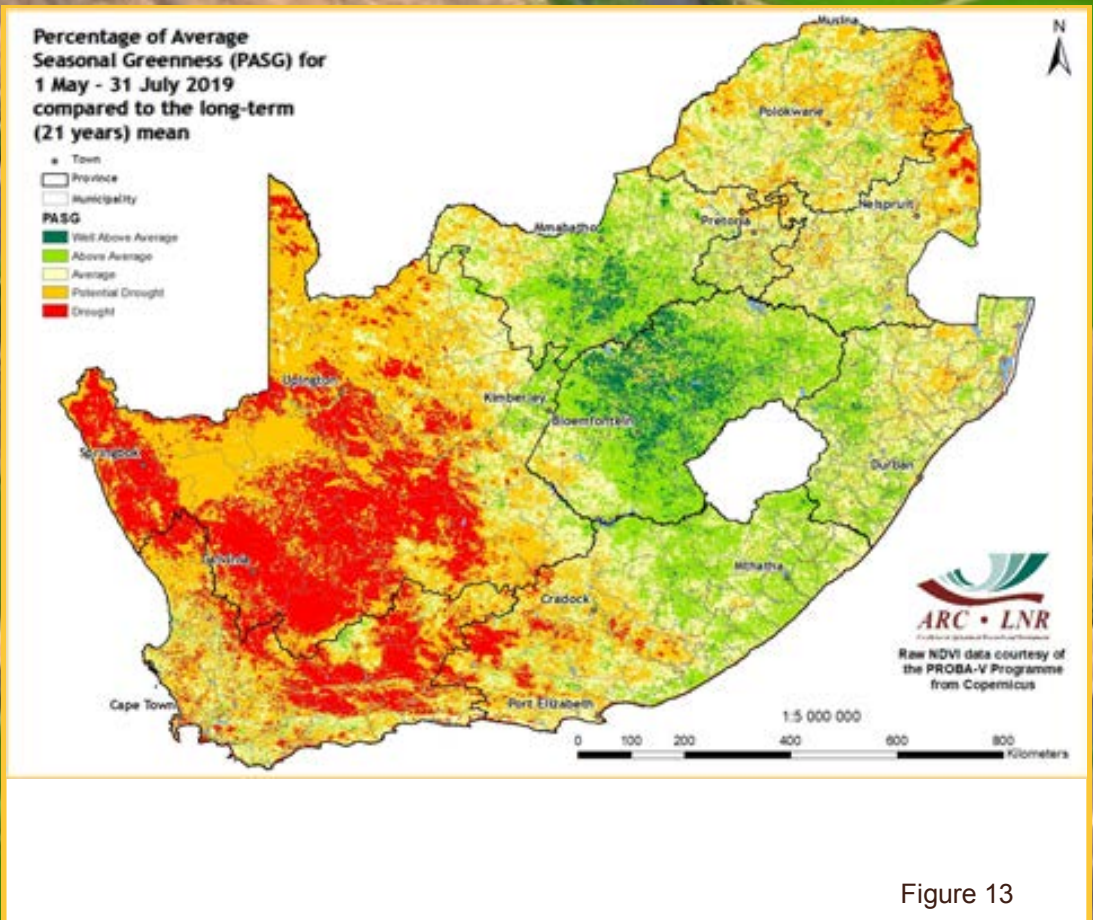 Percentage of Average
Seasonal Greenness (PASG) for
1 May - 31 July 2019
compared to the long-term
(21 years) mean
Town
Province
Municipality
PASG
Well Above Average
Above Average
Average
Potential Drought
Drought
N
Musina
Polokwane
Nelspruit
Pretoria
Mmabatho
Upington
Kimberley
Bloemfontein
Springbok
Durban
Mthatha
Cradock
Cape Town
Port Elizabeth
ARC • LNR
Raw NDVI data courtesy of
the PROBA-V Programme
from Copernicus
1:5 000 000
0 100 200 400 600 800
Kilometers
Figure 13